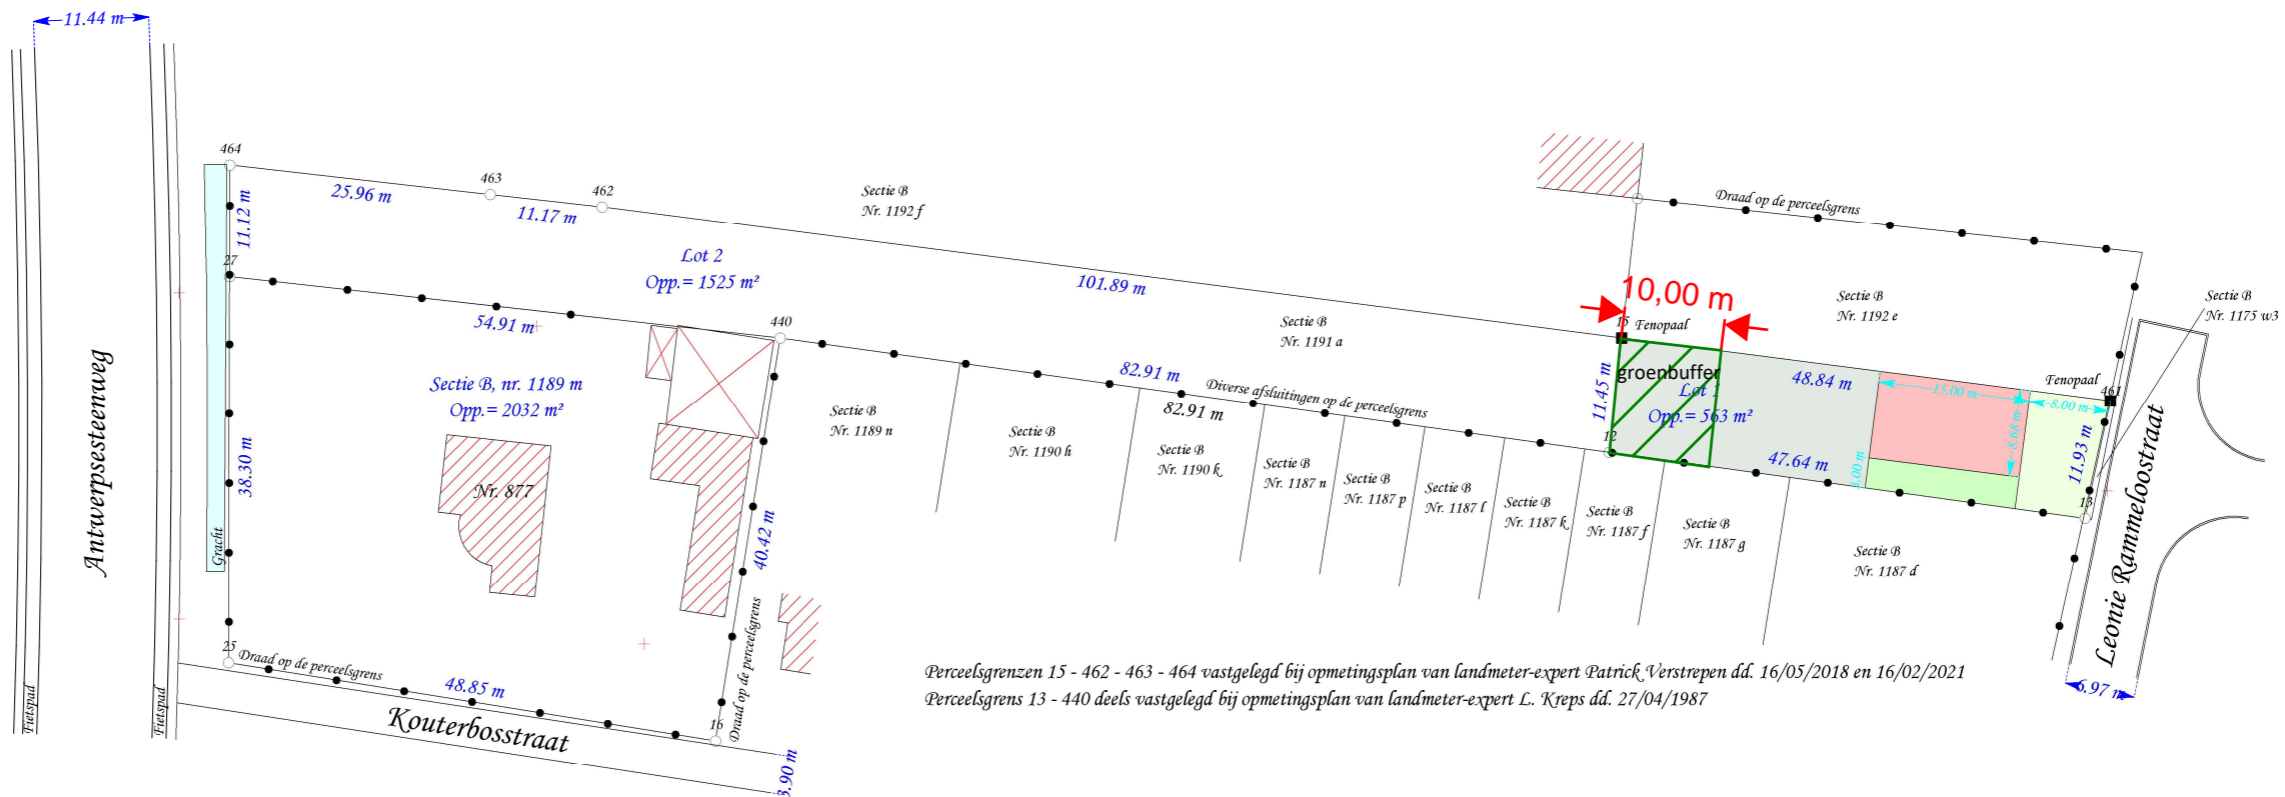 11.44 m
464
463
462
25.96 m
11.17 m
11.12 m
27
Sectie B
Nr. 1192 f
Lot 2
Opp.= 1525 m²
101.89 m
54.91 m
440
Sectie B, nr. 1189 m
Opp.= 2032 m²
Nr. 877
38.30 m
Gracht
Antwerpsesteenweg
Fietspad
Fietspad
25
Draad op de perceelsgrens
48.85 m
Kouterbosstraat
16
Draad op de perceelsgrens
40.42 m
3.90 m
82.91 m
Diverse afsluitingen op de perceelsgrens
82.91 m
Sectie B
Nr. 1191 a
Sectie B
Nr. 1189 n
Sectie B
Nr. 1190 h
Sectie B
Nr. 1190 k
Sectie B
Nr. 1187 n
Sectie B
Nr. 1187 p
Sectie B
Nr. 1187 l
Sectie B
Nr. 1187 k
Sectie B
Nr. 1187 f
Sectie B
Nr. 1187 g
Sectie B
Nr. 1187 d
Draad op de perceelsgrens
10,00 m
15
Fenopaal
11.45 m
12
groenbuffer
Lot 1
Opp.= 563 m²
48.84 m
47.64 m
Sectie B
Nr. 1192 e
15.00 m
8.00 m
8.68 m
3.00 m
Fenopaal
461
11.93 m
13
Sectie B
Nr. 1175 w3
Leonie Rammeloostraat
6.97 m
Perceelsgrenzen 15 - 462 - 463 - 464 vastgelegd bij opmetingsplan van landmeter-expert Patrick Verstrepen dd. 16/05/2018 en 16/02/2021
Perceelsgrens 13 - 440 deels vastgelegd bij opmetingsplan van landmeter-expert L. Kreps dd. 27/04/1987